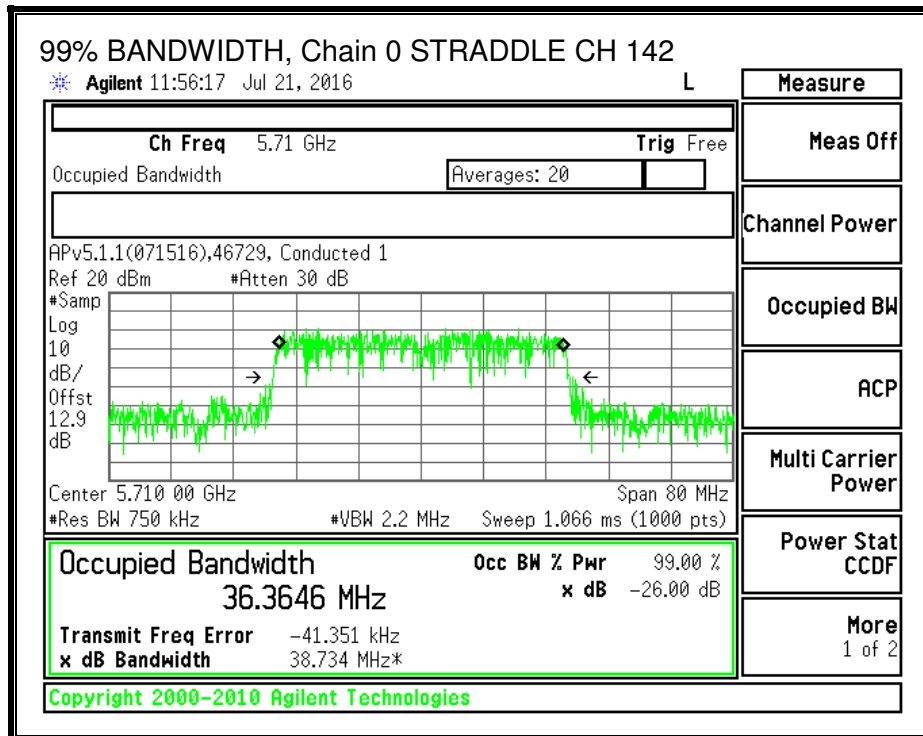 99% BANDWIDTH, Chain 0 STRADDLE CH 142
Agilent 11:56:17 Jul 21, 2016 L
Measure
Ch Freq 5.71 GHz Trig Free
Meas Off
Occupied Bandwidth Averages: 20
Channel Power
APv5.1.1(071516),46729, Conducted 1
Ref 20 dBm #Atten 30 dB
#Samp
Log
10
dB/
Offst
12.9
dB
Occupied BW
ACP
Center 5.710 00 GHz Span 80 MHz
#Res BW 750 kHz #VBW 2.2 MHz Sweep 1.066 ms (1000 pts)
Multi Carrier
Power
Occupied Bandwidth Occ BW % Pwr 99.00 %
36.3646 MHz x dB -26.00 dB
Transmit Freq Error -41.351 kHz
x dB Bandwidth 38.734 MHz*
Power Stat
CCDF
More
1 of 2
Copyright 2000-2010 Agilent Technologies